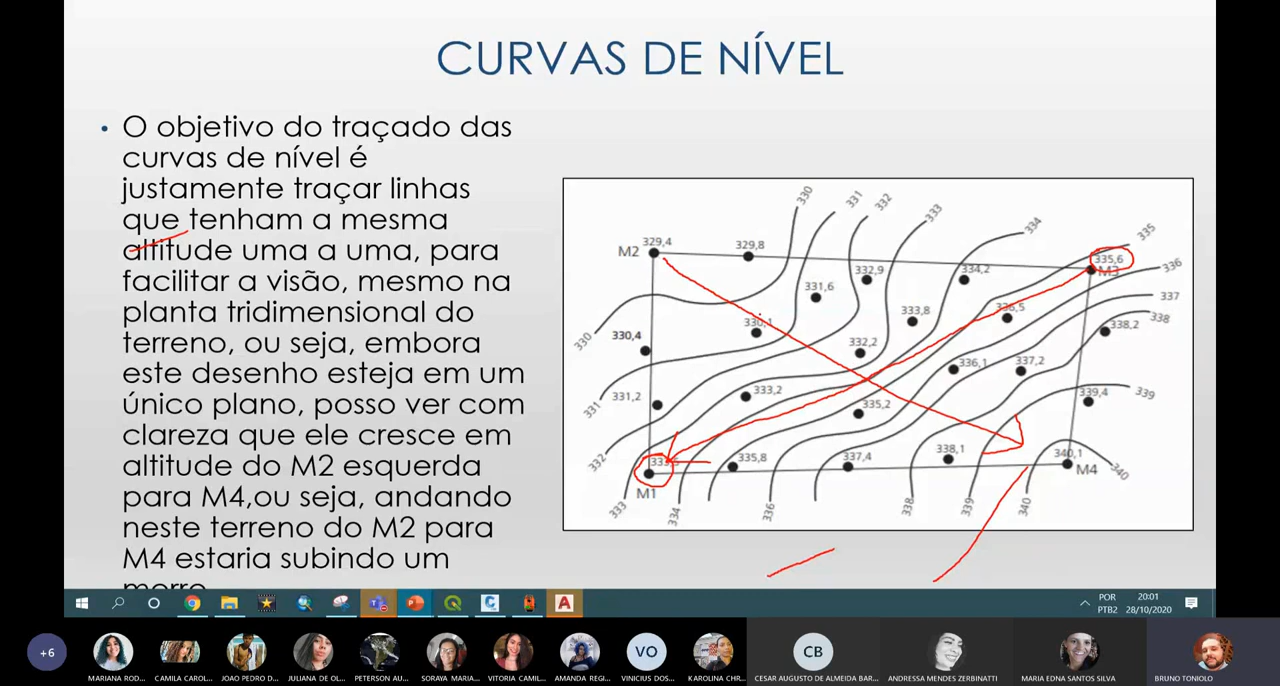 CURVAS DE NÍVEL
• O objetivo do traçado das
curvas de nível é
justamente traçar linhas
que tenham a mesma
altitude uma a uma, para
facilitar a visão, mesmo na
planta tridimensional do
terreno, ou seja, embora
este desenho esteja em um
único plano, posso ver com
clareza que ele cresce em
altitude do M2 esquerda
para M4,ou seja, andando
neste terreno do M2 para
M4 estaria subindo um
330
331
332
333
334
335
M2
329,4
329,8
335,6
M3
336
332,9
334,2
331,6
337
330
330,1
333,8
338
338,2
330,4
332,2
336,1
337,2
331,2
331
333,2
335,2
339,4
339
332
335,8
337,4
338,1
340,1
M4
340
M1
333
334
336
338
339
340
POR
PTB2
20:01
28/10/2020
+6
VO
CB
MARIANA ROD...
CAMILA CAROL...
JOAO PEDRO D...
JULIANA DE OL...
PETERSON AU...
SORAYA MARIA...
VITORIA CAMIL...
AMANDA REGI...
VINICIUS DOS...
KAROLINA CHR...
CESAR AUGUSTO DE ALMEIDA BAR...
ANDRESSA MENDES ZERBINATTI
MARIA EDNA SANTOS SILVA
BRUNO TONIOLO